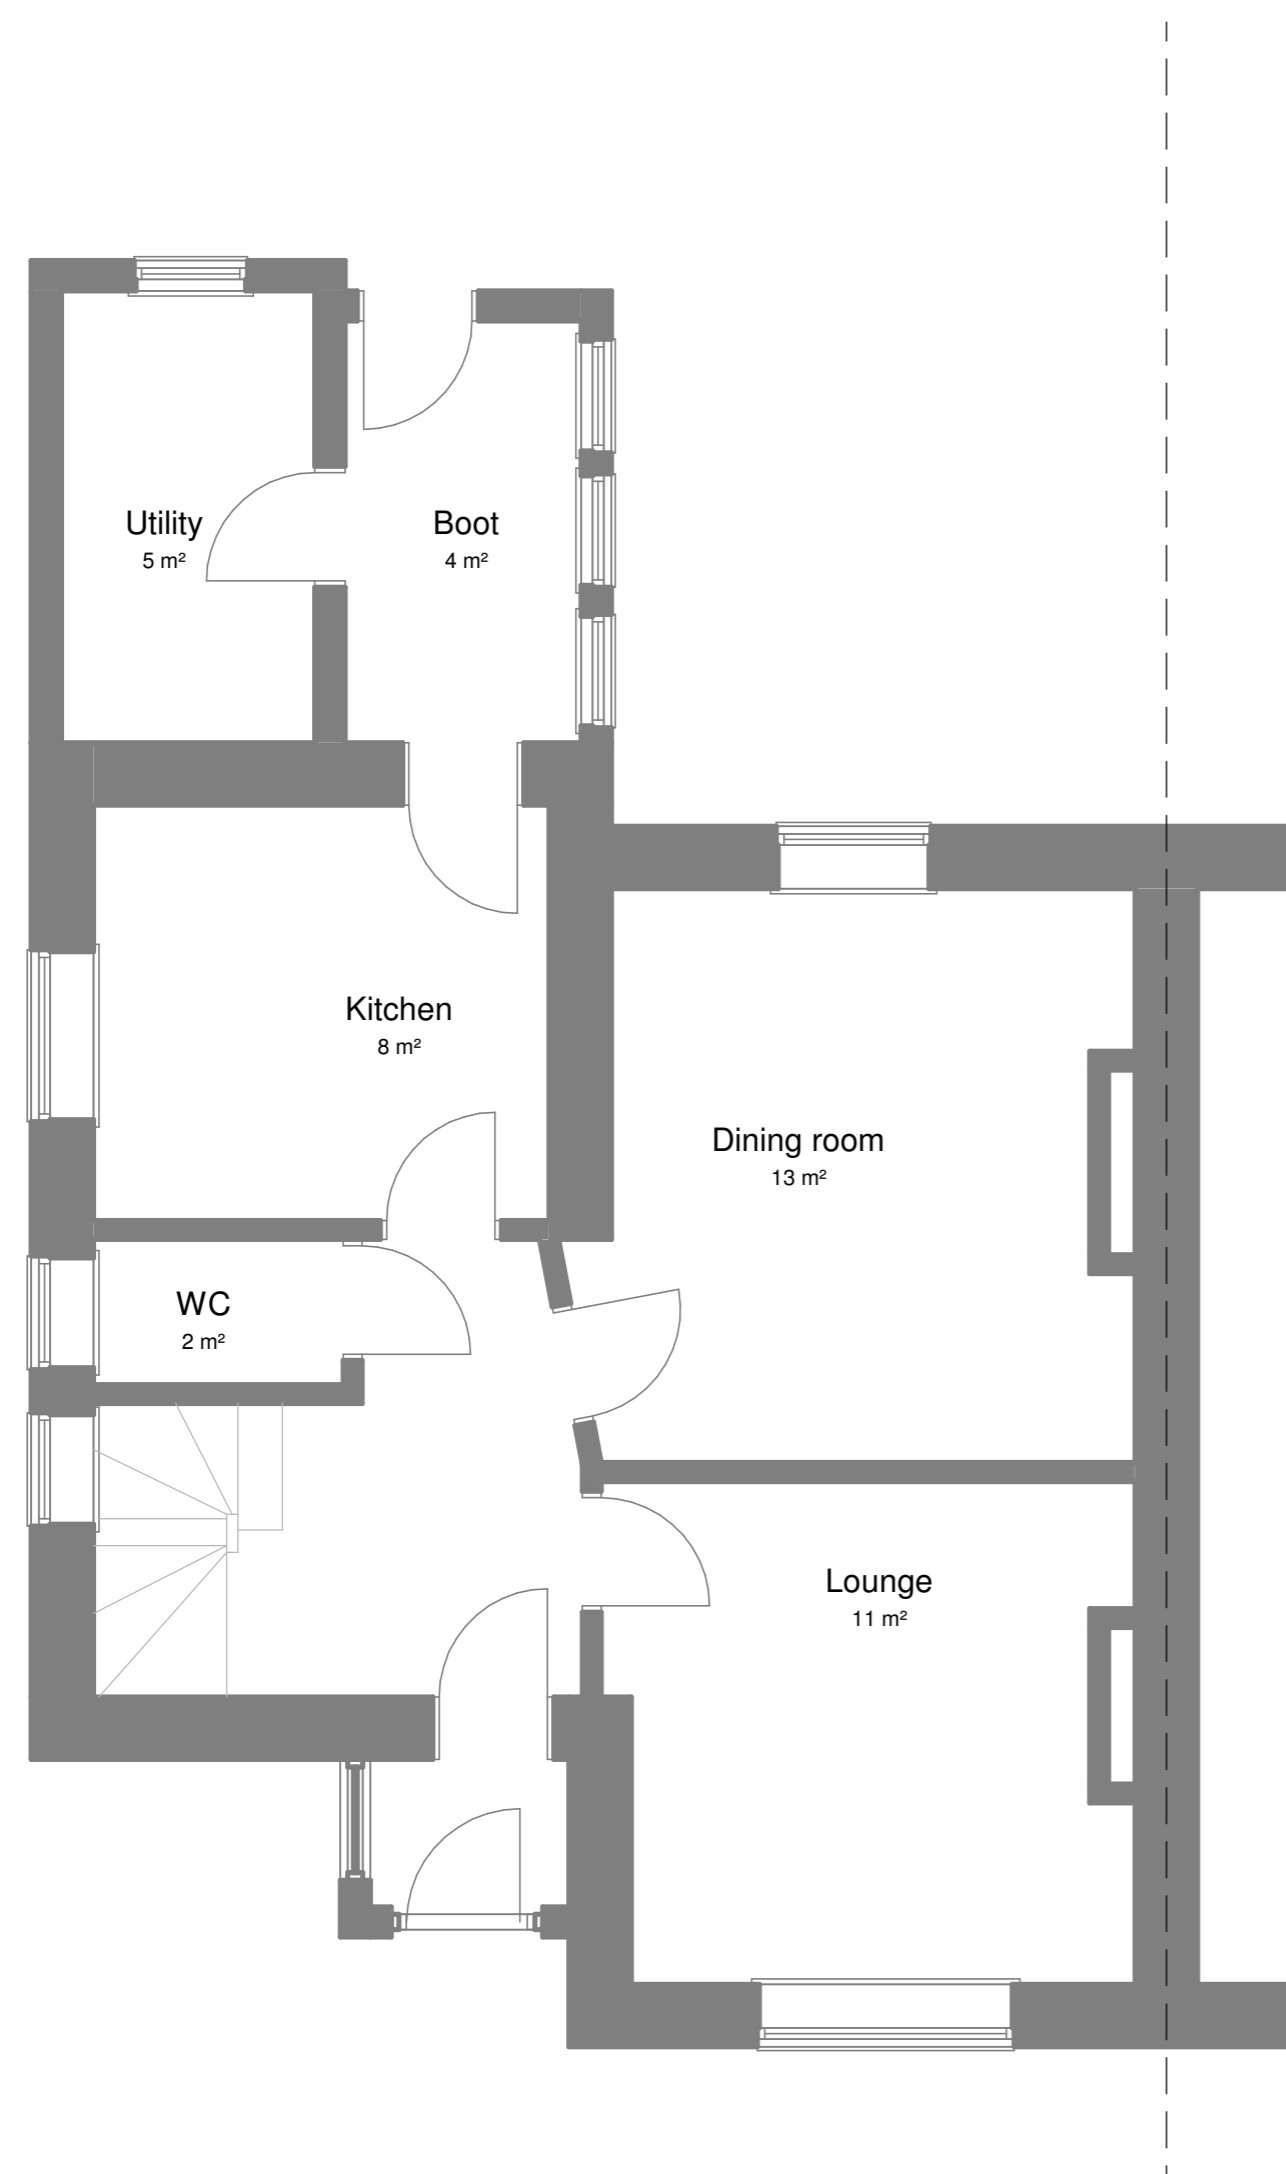 Utility
5 m²
Boot
4 m²
Kitchen
8 m²
Dining room
13 m²
WC
2 m²
Lounge
11 m²